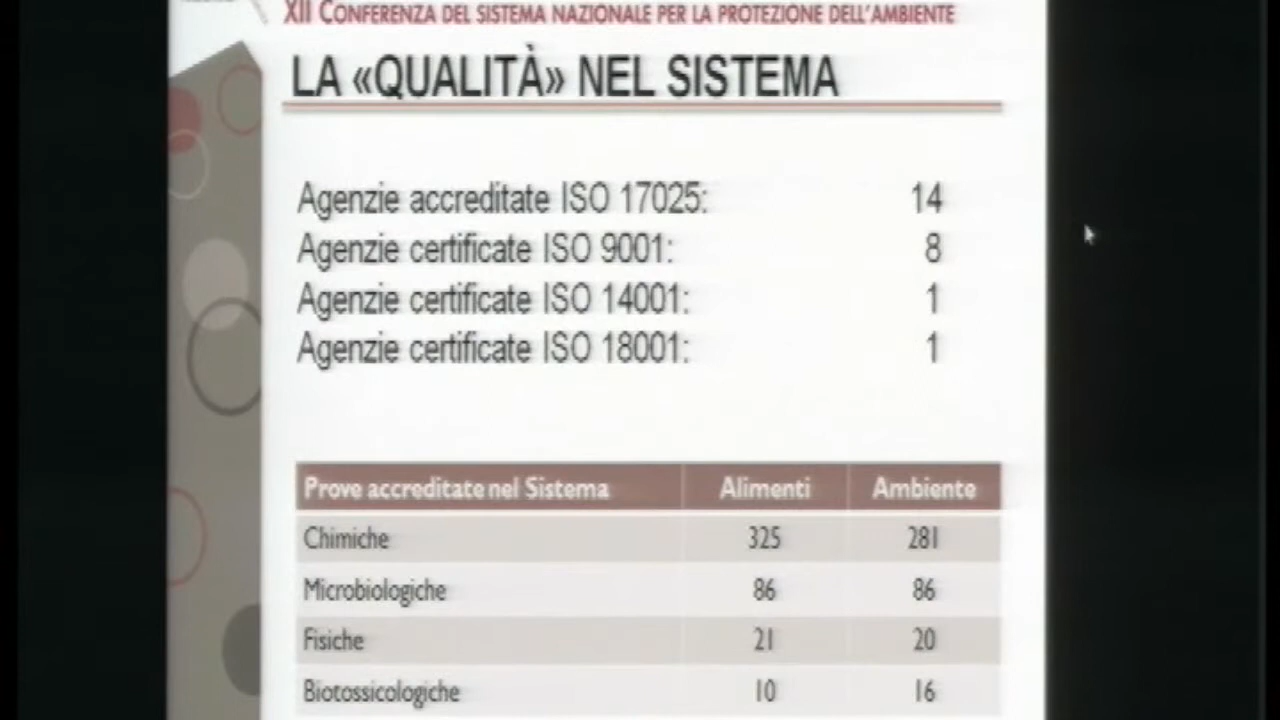 XII CONFERENZA DEL SISTEMA NAZIONALE PER LA PROTEZIONE DELL'AMBIENTE
LA «QUALITÀ» NEL SISTEMA
Agenzie accreditate ISO 17025: 14
Agenzie certificate ISO 9001: 8
Agenzie certificate ISO 14001: 1
Agenzie certificate ISO 18001: 1
Prove accreditate nel Sistema Alimenti Ambiente
Chimiche 325 281
Microbiologiche 86 86
Fisiche 21 20
Biotossicologiche 10 16